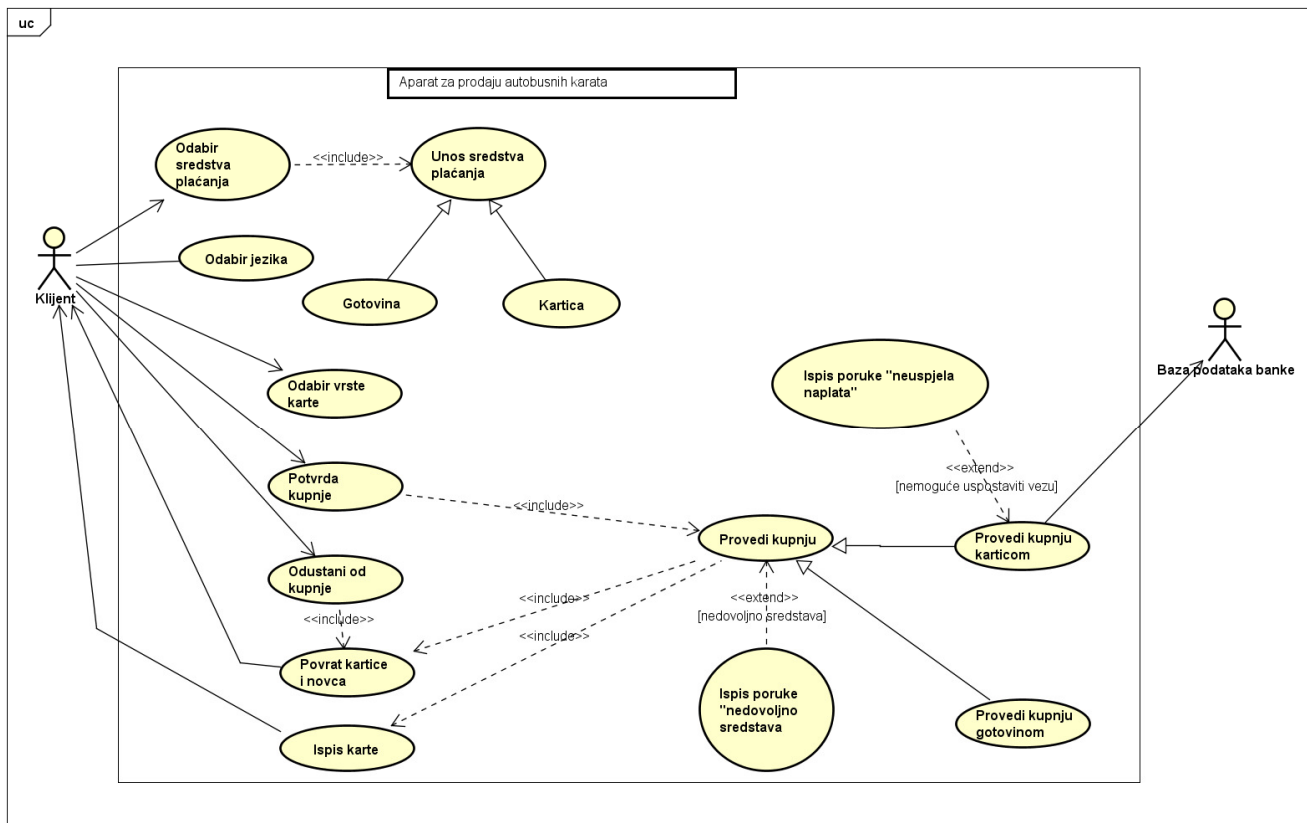 uc
Aparat za prodaju autobusnih karata
Odabir
sredstva
plaćanja
<<include>>
Unos sredstva
plaćanja
Odabir jezika
Klijent
Gotovina
Kartica
Odabir vrste
karte
Ispis poruke "neuspjela
naplata"
Baza podataka banke
<<extend>>
[nemoguće uspostaviti vezu]
Potvrda
kupnje
<<include>>
Provedi kupnju
Provedi kupnju
karticom
Odustani od
kupnje
<<include>>
<<include>>
<<include>>
<<extend>>
[nedovoljno sredstava]
Povrat kartice
i novca
Ispis poruke
"nedovoljno
sredstava
Provedi kupnju
gotovinom
Ispis karte